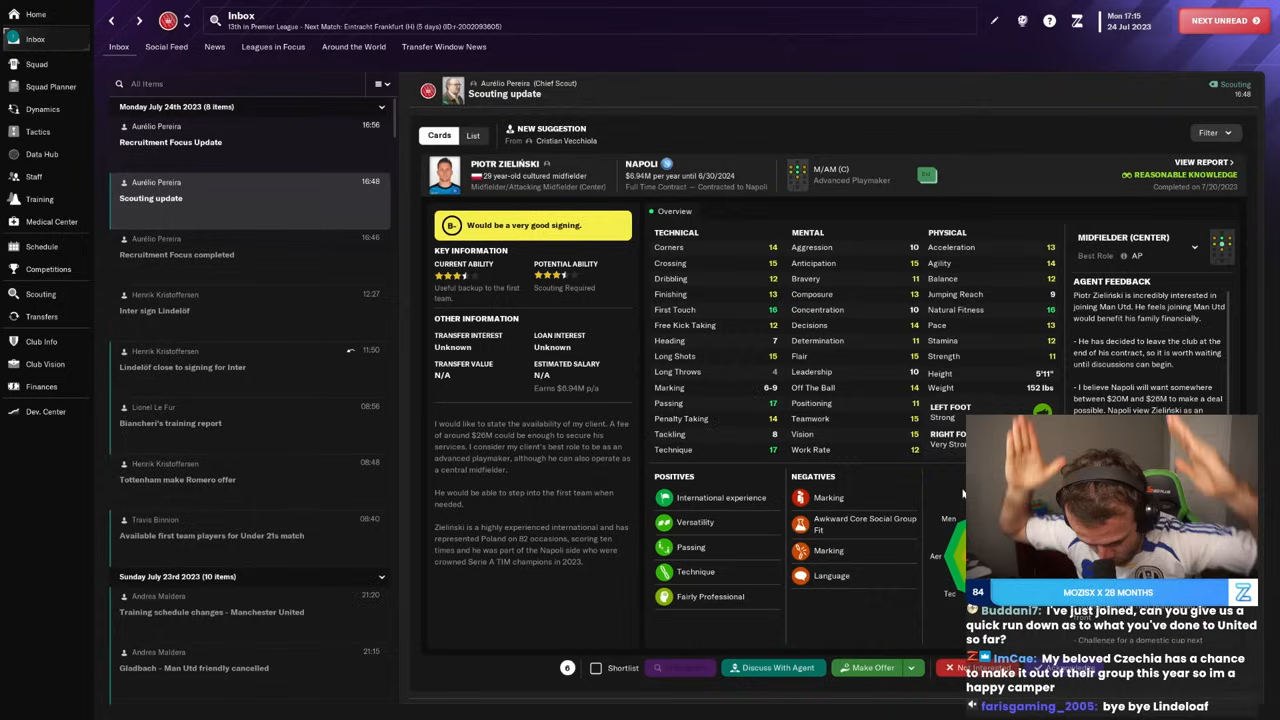 Home
Inbox
Squad
Squad Planner
Dynamics
Tactics
Data Hub
Staff
Training
Medical Center
Schedule
Competitions
Scouting
Transfers
Club Info
Club Vision
Finances
Dev. Center
Inbox
13th in Premier League - Next Match: Eintracht Frankfurt (H) (5 days) (ID:r-2002093605)
Mon 17:15
24 Jul 2023
NEXT UNREAD
Inbox
Social Feed
News
Leagues in Focus
Around the World
Transfer Window News
All Items
Monday July 24th 2023 (8 items)
Aurélio Pereira 16:56
Recruitment Focus Update
Aurélio Pereira 16:48
Scouting update
Aurélio Pereira 16:46
Recruitment Focus completed
Henrik Kristoffersen 12:27
Inter sign Lindelöf
Henrik Kristoffersen 11:50
Lindelöf close to signing for Inter
Lionel Le Fur 08:56
Biancheri's training report
Henrik Kristoffersen 08:48
Tottenham make Romero offer
Travis Binnion 08:40
Available first team players for Under 21s match
Sunday July 23rd 2023 (10 items)
Andrea Maldera 21:20
Training schedule changes - Manchester United
Andrea Maldera 21:15
Gladbach - Man Utd friendly cancelled
Aurélio Pereira (Chief Scout)
Scouting update
Scouting
16:48
Cards
List
NEW SUGGESTION
From Cristian Vecchiola
Filter
PIOTR ZIELIŃSKI
29 year-old cultured midfielder
Midfielder/Attacking Midfielder (Center)
NAPOLI
$6.94M per year until 6/30/2024
Full Time Contract — Contracted to Napoli
M/AM (C)
Advanced Playmaker
VIEW REPORT
REASONABLE KNOWLEDGE
Completed on 7/20/2023
B- Would be a very good signing.
KEY INFORMATION
CURRENT ABILITY
Useful backup to the first team.
POTENTIAL ABILITY
Scouting Required
OTHER INFORMATION
TRANSFER INTEREST
Unknown
LOAN INTEREST
Unknown
TRANSFER VALUE
N/A
ESTIMATED SALARY
N/A
Earns $6.94M p/a
I would like to state the availability of my client. A fee
of around $26M could be enough to secure his
services. I consider my client's best role to be as an
advanced playmaker, although he can also operate as
a central midfielder.
He would be able to step into the first team when
needed.
Zieliński is a highly experienced international and has
represented Poland on 82 occasions, scoring ten
times and he was part of the Napoli side who were
crowned Serie A TIM champions in 2023.
Overview
TECHNICAL
Corners 14
Crossing 15
Dribbling 12
Finishing 13
First Touch 16
Free Kick Taking 12
Heading 7
Long Shots 15
Long Throws 4
Marking 6-9
Passing 17
Penalty Taking 14
Tackling 8
Technique 17
MENTAL
Aggression 10
Anticipation 15
Bravery 11
Composure 13
Concentration 10
Decisions 14
Determination 11
Flair 15
Leadership 10
Off The Ball 14
Positioning 11
Teamwork 15
Vision 15
Work Rate 12
PHYSICAL
Acceleration 13
Agility 14
Balance 12
Jumping Reach 9
Natural Fitness 16
Pace 13
Stamina 12
Strength 11
Height 5'11"
Weight 152 lbs
LEFT FOOT
Strong
RIGHT FO
Very Stron
POSITIVES
International experience
Versatility
Passing
Technique
Fairly Professional
NEGATIVES
Marking
Awkward Core Social Group Fit
Marking
Language
Men
Aer
Tec
MIDFIELDER (CENTER)
Best Role AP
AGENT FEEDBACK
Piotr Zieliński is incredibly interested in
joining Man Utd. He feels joining Man Utd
would benefit his family financially.
- He has decided to leave the club at the
end of his contract, so it is worth waiting
until discussions can begin.
- I believe Napoli will want somewhere
between $20M and $26M to make a deal
possible. Napoli view Zieliński as an
- Challenge for a domestic cup next
6
Shortlist
Discuss With Agent
Make Offer
Not Interested
84
MOZISX X 28 MONTHS
Buddani7: I've just joined, can you give us a
quick run down as to what you've done to United
so far?
ImCae: My beloved Czechia has a chance
to make it out of their group this year so im a
happy camper
farisgaming_2005: bye bye Lindeloaf